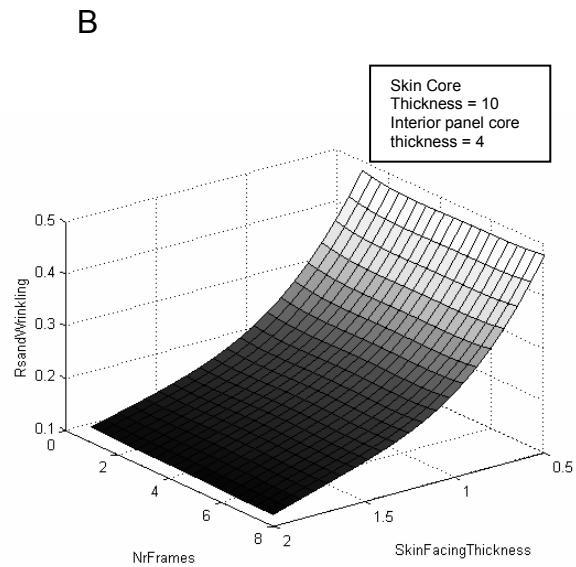 B
Skin Core
Thickness = 10
Interior panel core
thickness = 4
0.5
0.4
0.3
0.2
0.1
RsandWrinkling
0
2
4
6
8
NrFrames
2
1.5
1
0.5
SkinFacingThickness